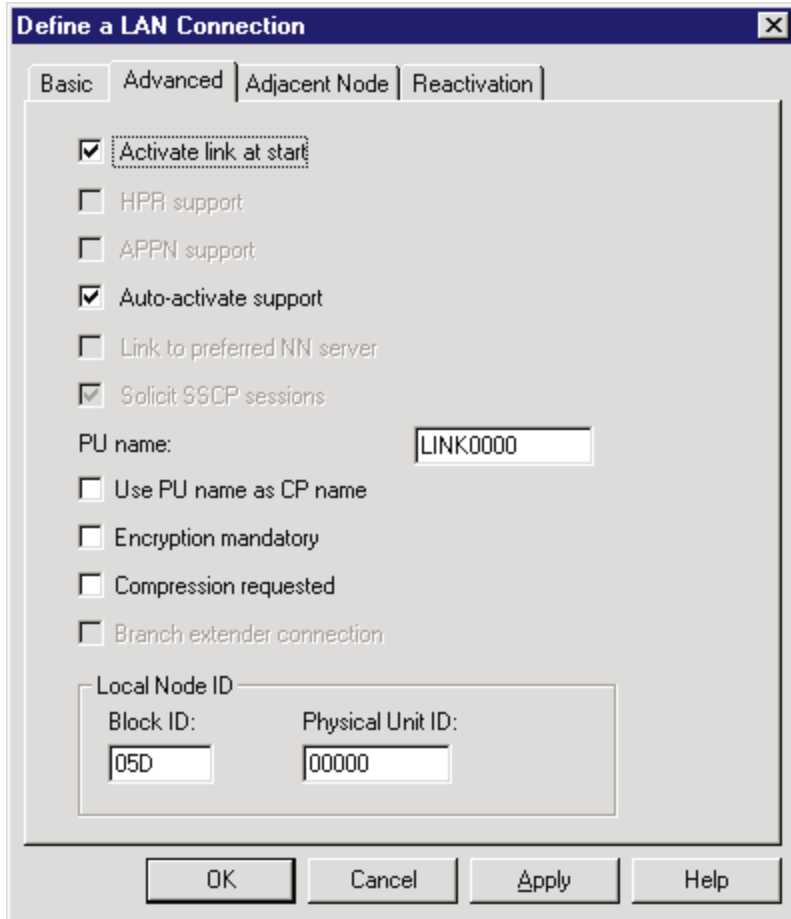 Define a LAN Connection
Basic Advanced Adjacent Node Reactivation
Activate link at start
HPR support
APPN support
Auto-activate support
Link to preferred NN server
Solicit SSCP sessions
PU name: LINK0000
Use PU name as CP name
Encryption mandatory
Compression requested
Branch extender connection
Local Node ID
Block ID: Physical Unit ID:
05D 00000
OK Cancel Apply Help